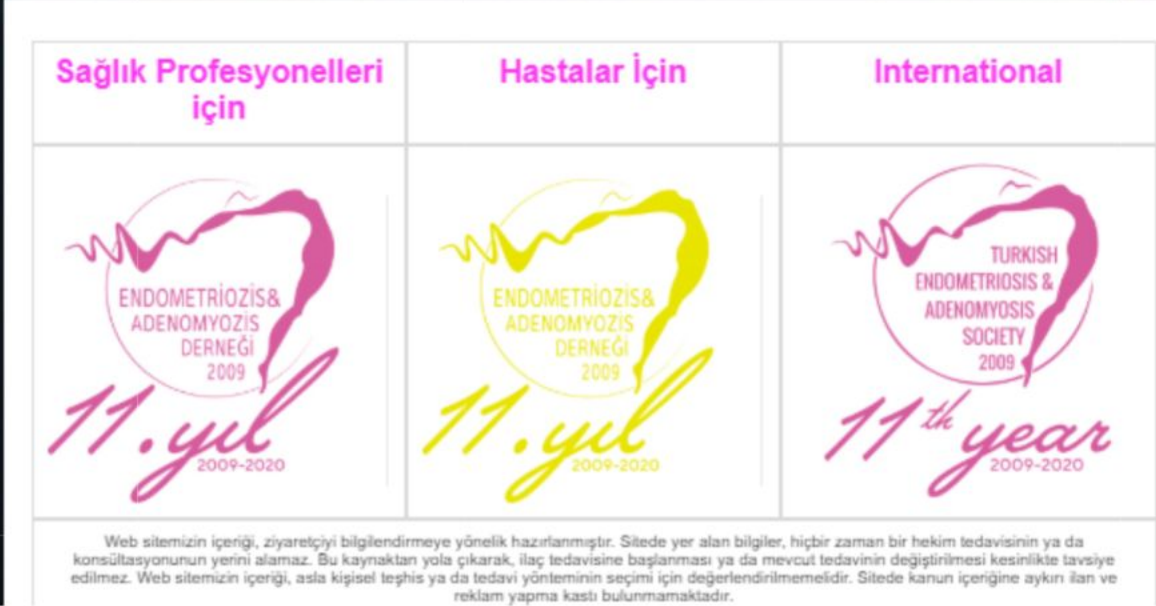 Sağlık Profesyonelleri
için
Hastalar İçin
International
ENDOMETRİOZİS&
ADENOMYOZİS
DERNEĞİ
2009
11.yıl
2009-2020
ENDOMETRİOZİS&
ADENOMYOZİS
DERNEĞİ
2009
11.yıl
2009-2020
TURKISH
ENDOMETRIOSIS &
ADENOMYOSIS
SOCIETY
2009
11th year
2009-2020
Web sitemizin içeriği, ziyaretçiyi bilgilendirmeye yönelik hazırlanmıştır. Sitede yer alan bilgiler, hiçbir zaman bir hekim tedavisinin ya da
konsültasyonunun yerini alamaz. Bu kaynaktan yola çıkarak, ilaç tedavisine başlanması ya da mevcut tedavinin değiştirilmesi kesinlikte tavsiye
edilmez. Web sitemizin içeriği, asla kişisel teşhis ya da tedavi yönteminin seçimi için değerlendirilmemelidir. Sitede kanun içeriğine aykırı ilan ve
reklam yapma kastı bulunmamaktadır.